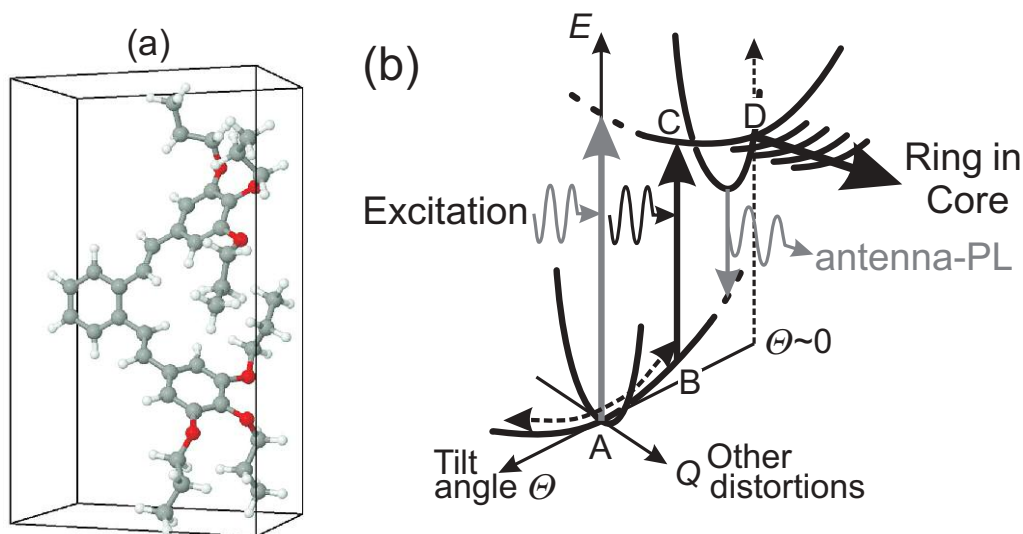 (a)
(b)
E
D
C
Ring in
Core
Excitation
antenna-PL
Θ~0
B
A
Tilt
angle Θ
Q Other
distortions